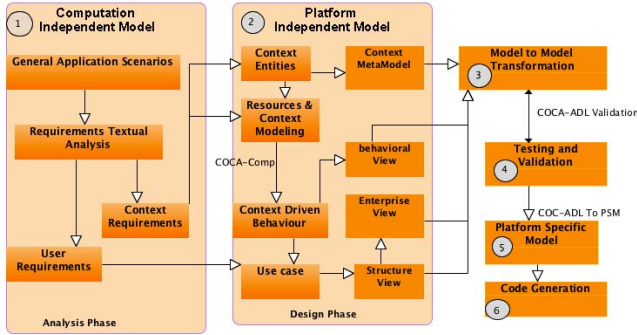 1
Computation
Independent Model
General Application Scenarios
Requirements Textual
Analysis
Context
Requirements
User
Requirements
Analysis Phase
2
Platform
Independent Model
Context
Entities
Context
MetaModel
Resources &
Context
Modeling
COCA-Comp
behavioral
View
Context Driven
Behaviour
Enterprise
View
Use case
Structure
View
Design Phase
Model to Model
Transformation
3
COCA-ADL Validation
Testing and
Validation
4
COC-ADL To PSM
Platform Specific
Model
5
Code Generation
6